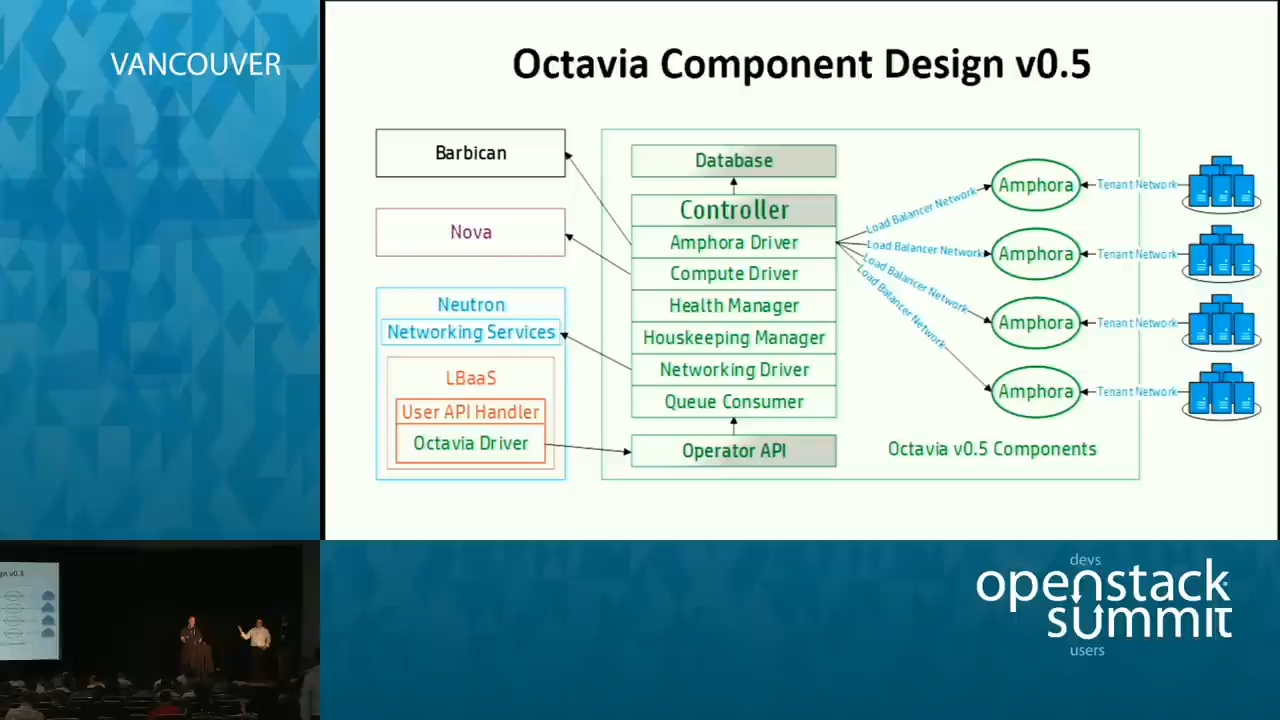 VANCOUVER
Octavia Component Design v0.5
Barbican
Nova
Neutron
Networking Services
LBaaS
User API Handler
Octavia Driver
Database
Controller
Amphora Driver
Compute Driver
Health Manager
Houskeeping Manager
Networking Driver
Queue Consumer
Operator API
Load Balancer Network
Load Balancer Network
Load Balancer Network
Load Balancer Network
Amphora
Amphora
Amphora
Amphora
Tenant Network
Tenant Network
Tenant Network
Tenant Network
Octavia v0.5 Components
gn v0.5
devs
openstack
summit
users